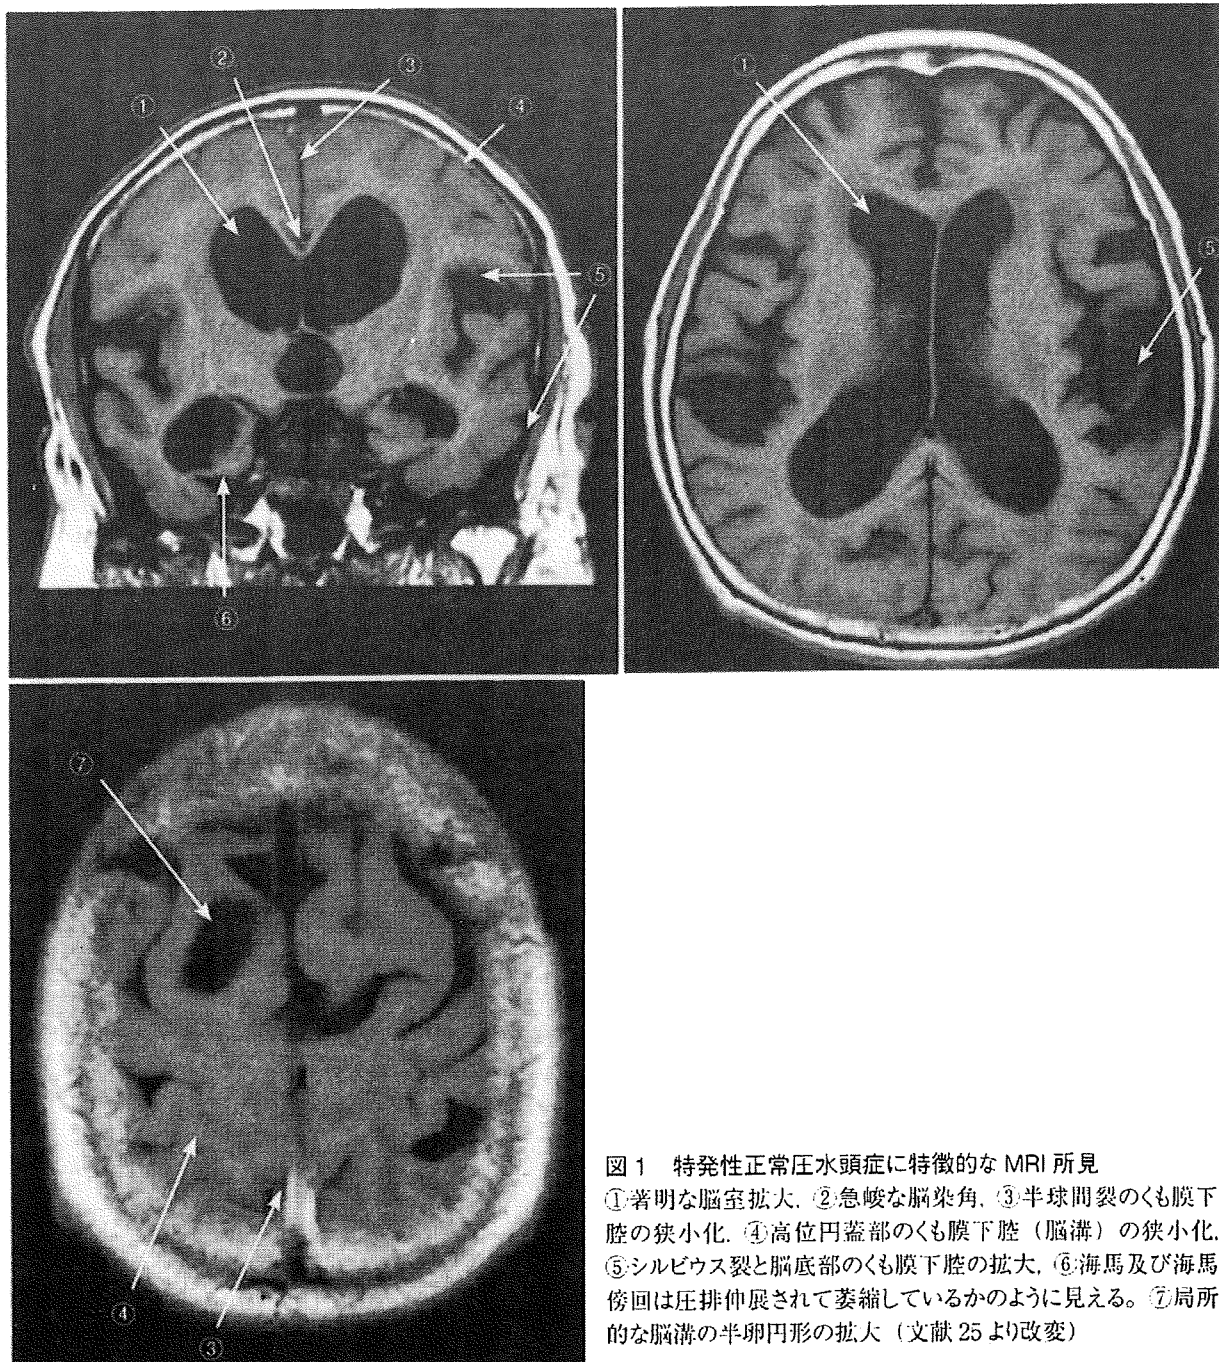 ②
③
①
④
⑤
⑥
①
⑤
⑦
④
③
図1 特発性正常圧水頭症に特徴的な MRI 所見
①著明な脳室拡大，②急峻な脳染角，③半球間裂のくも膜下
腔の狭小化，④高位円蓋部のくも膜下腔（脳溝）の狭小化，
⑤シルビウス裂と脳底部のくも膜下腔の拡大，⑥海馬及び海馬
傍回は圧排伸展されて萎縮しているかのように見える。⑦局所
的な脳溝の半卵円形の拡大（文献 25 より改変）